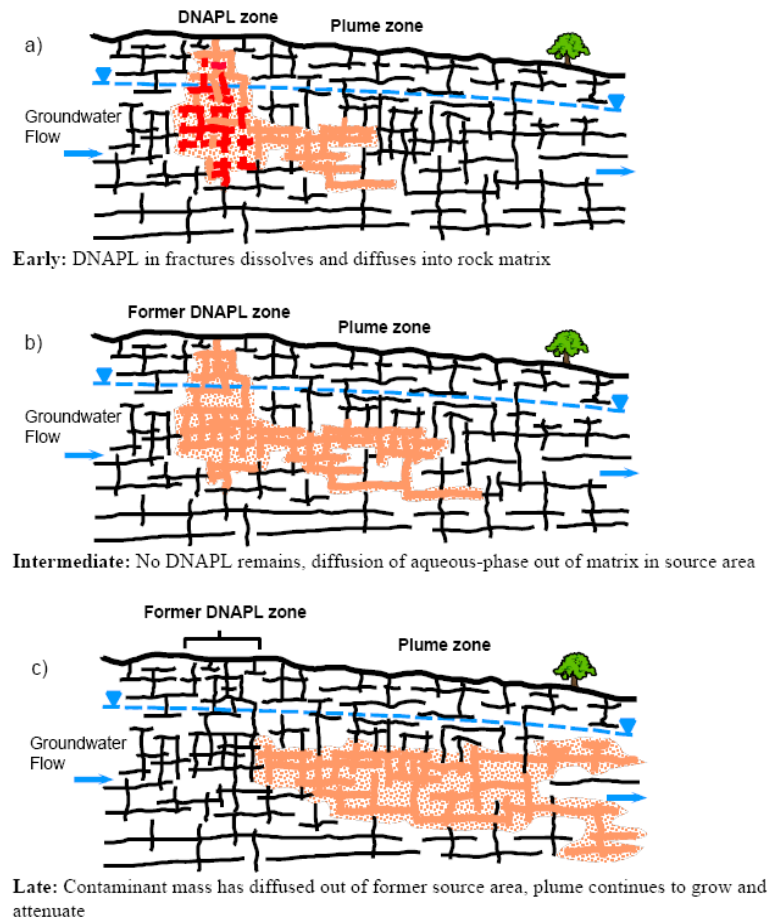 DNAPL zone
Plume zone
a)
Groundwater
Flow
Early: DNAPL in fractures dissolves and diffuses into rock matrix
Former DNAPL zone
Plume zone
b)
Groundwater
Flow
Intermediate: No DNAPL remains, diffusion of aqueous-phase out of matrix in source area
Former DNAPL zone
Plume zone
c)
Groundwater
Flow
Late: Contaminant mass has diffused out of former source area, plume continues to grow and
attenuate